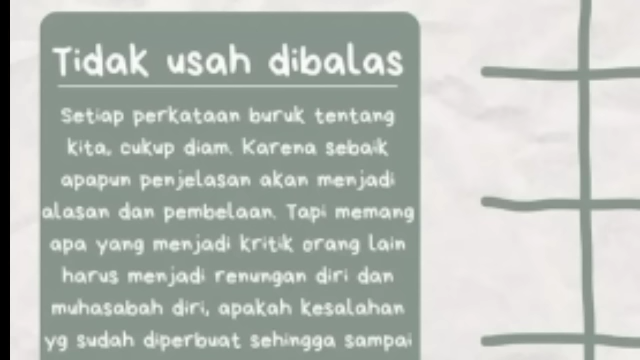 Tidak usah dibalas
Setiap perkataan buruk tentang
kita, cukup diam. Karena sebaik
apapun penjelasan akan menjadi
alasan dan pembelaan. Tapi memang
apa yang menjadi kritik orang lain
harus menjadi renungan diri dan
muhasabah diri, apakah kesalahan
yg sudah diperbuat sehingga sampai